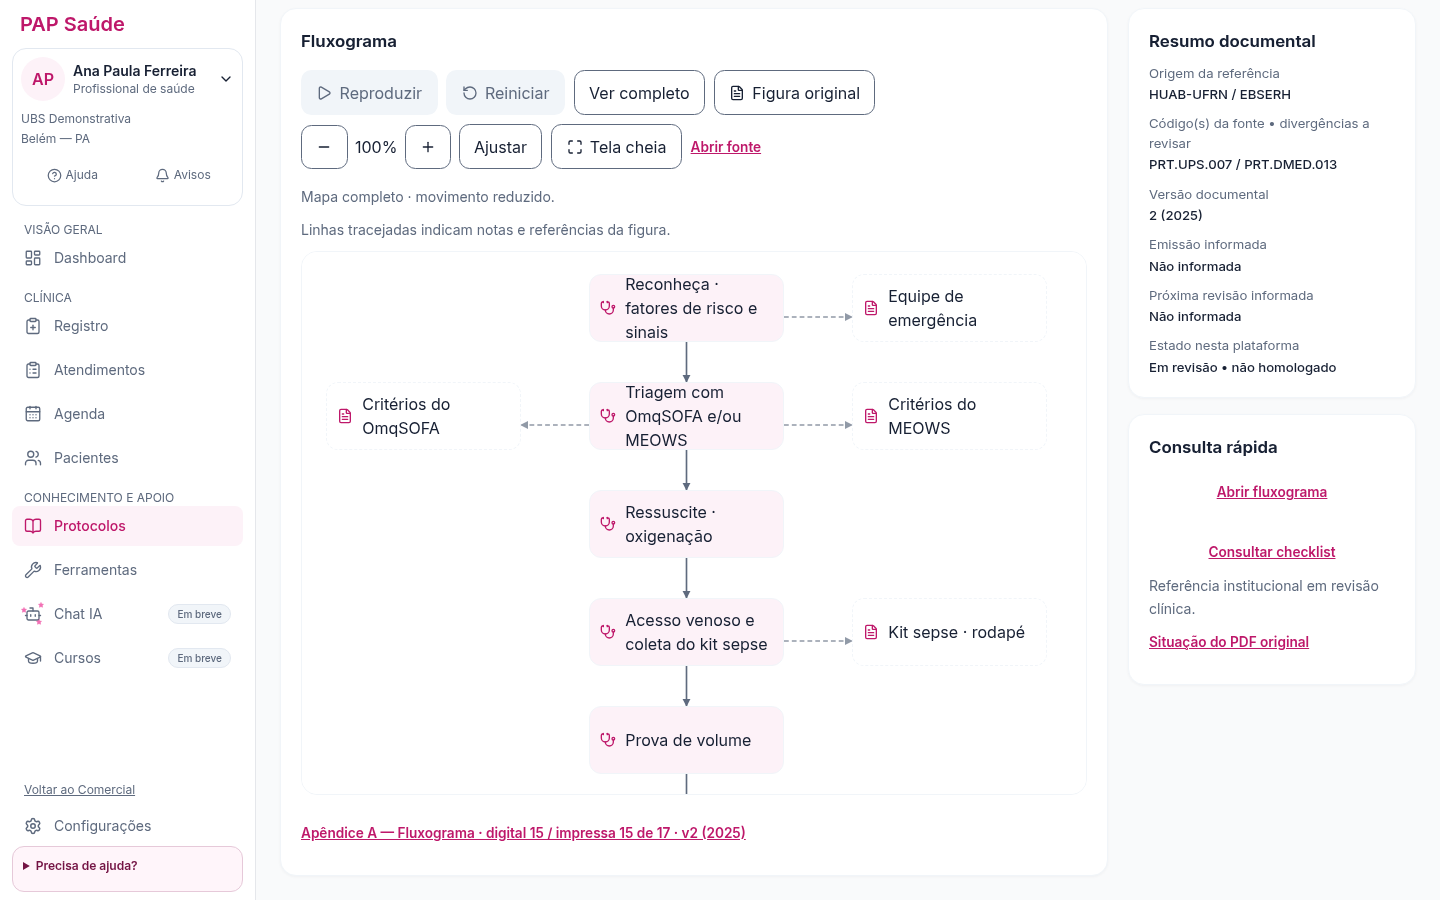 PAP Saúde
AP
Ana Paula Ferreira
Profissional de saúde
UBS Demonstrativa
Belém — PA
Ajuda
Avisos
VISÃO GERAL
Dashboard
CLÍNICA
Registro
Atendimentos
Agenda
Pacientes
CONHECIMENTO E APOIO
Protocolos
Ferramentas
Chat IA
Em breve
Cursos
Em breve
Voltar ao Comercial
Configurações
Precisa de ajuda?
Fluxograma
Reproduzir
Reiniciar
Ver completo
Figura original
100%
Ajustar
Tela cheia
Abrir fonte
Mapa completo · movimento reduzido.
Linhas tracejadas indicam notas e referências da figura.
Reconheça ·
fatores de risco e
sinais
Equipe de
emergência
Critérios do
OmqSOFA
Triagem com
OmqSOFA e/ou
MEOWS
Critérios do
MEOWS
Ressuscite ·
oxigenação
Acesso venoso e
coleta do kit sepse
Kit sepse · rodapé
Prova de volume
Apêndice A — Fluxograma · digital 15 / impressa 15 de 17 · v2 (2025)
Resumo documental
Origem da referência
HUAB-UFRN / EBSERH
Código(s) da fonte • divergências a
revisar
PRT.UPS.007 / PRT.DMED.013
Versão documental
2 (2025)
Emissão informada
Não informada
Próxima revisão informada
Não informada
Estado nesta plataforma
Em revisão • não homologado
Consulta rápida
Abrir fluxograma
Consultar checklist
Referência institucional em revisão
clínica.
Situação do PDF original